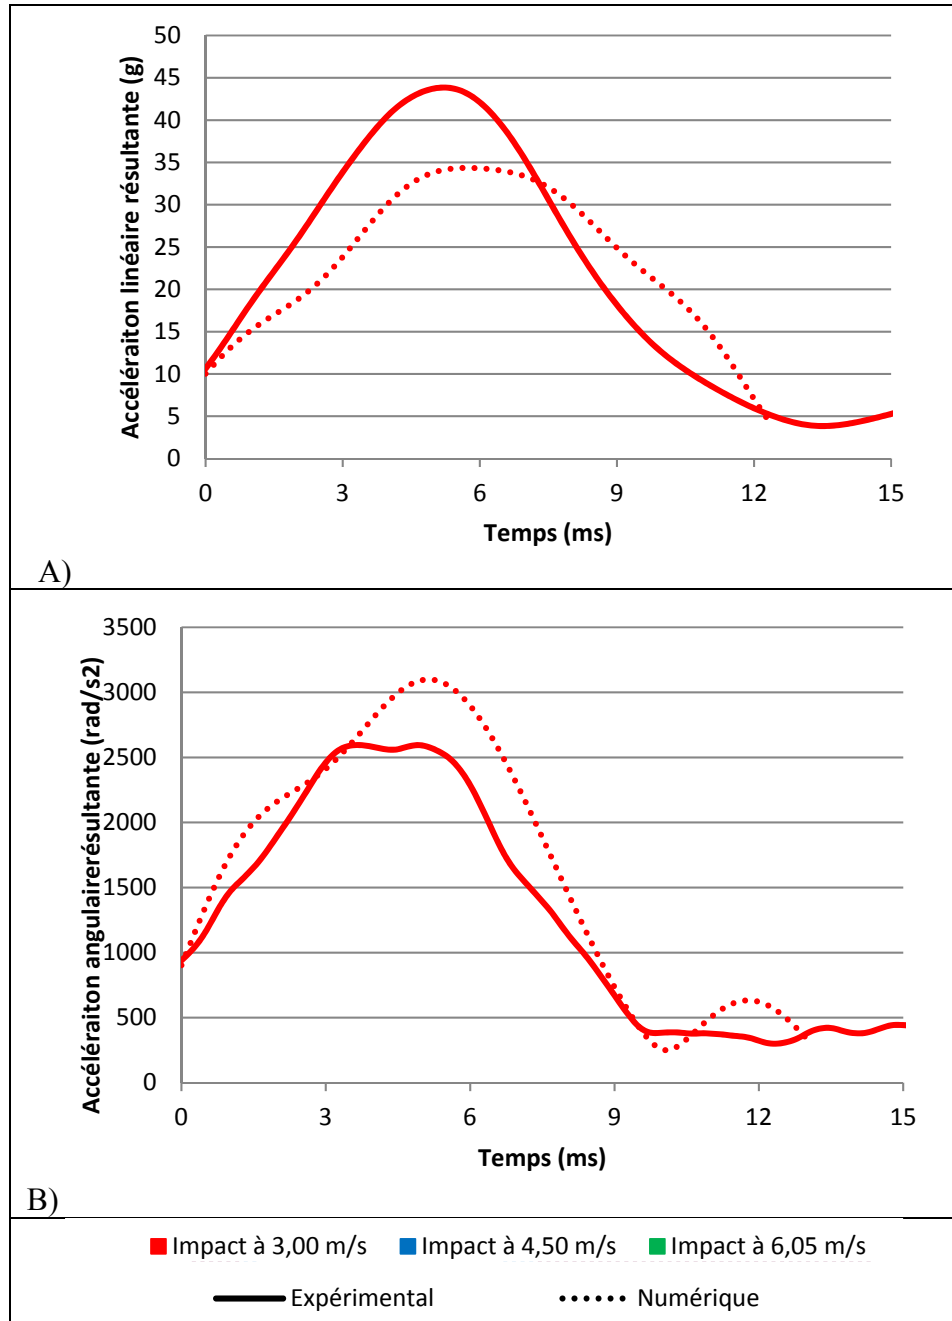 50
45
40
35
30
25
20
15
10
5
0
Accéléraiton linéaire résultante (g)
0 3 6 9 12 15
Temps (ms)
A)
3500
3000
2500
2000
1500
1000
500
0
Accéléraiton angulairerésultante (rad/s2)
0 3 6 9 12 15
Temps (ms)
B)
Impact à 3,00 m/s Impact à 4,50 m/s Impact à 6,05 m/s
Expérimental Numérique